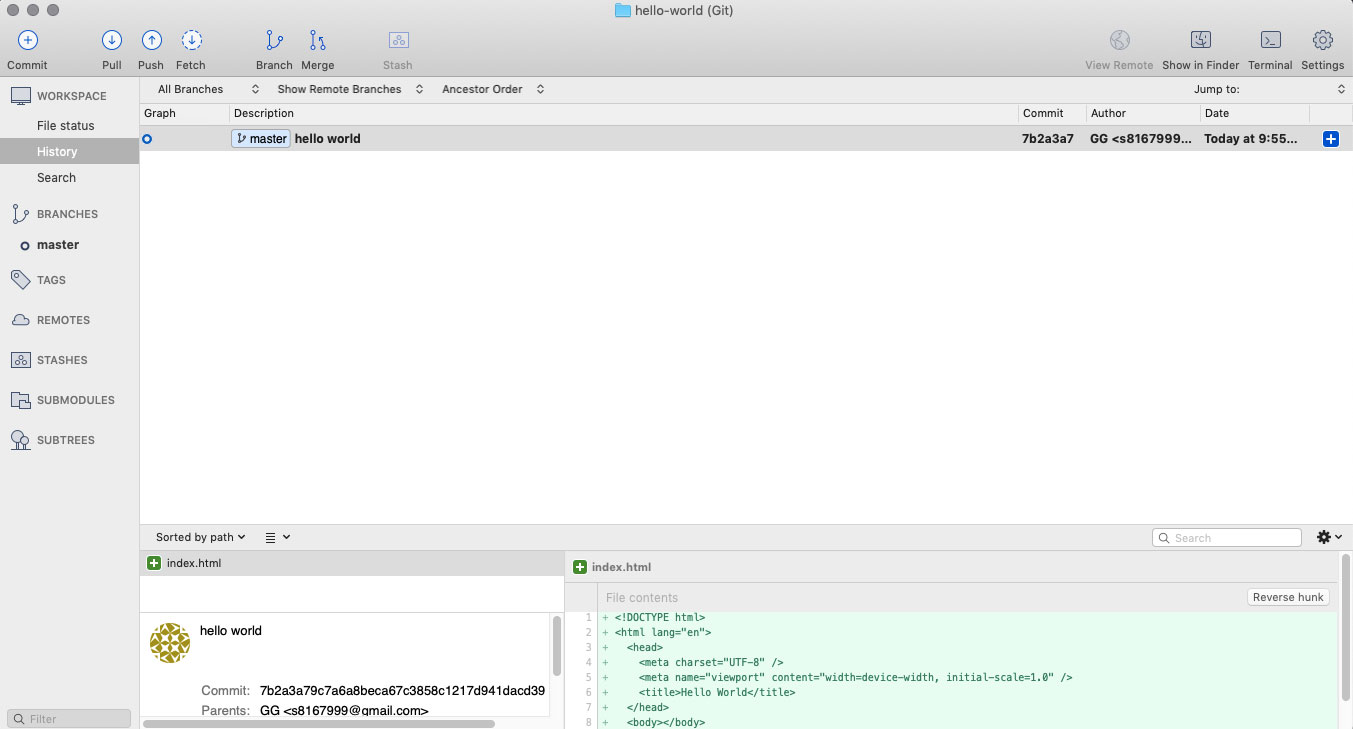 hello-world (Git)
Commit Pull Push Fetch Branch Merge Stash View Remote Show in Finder Terminal Settings
WORKSPACE
File status
History
Search
BRANCHES
master
TAGS
REMOTES
STASHES
SUBMODULES
SUBTREES
Filter
All Branches Show Remote Branches Ancestor Order Jump to:
Graph Description Commit Author Date
master hello world 7b2a3a7 GG <s8167999... Today at 9:55...
Sorted by path Search
index.html
hello world
Commit: 7b2a3a79c7a6a8beca67c3858c1217d941dacd39
Parents: GG <s8167999@gmail.com>
index.html
File contents Reverse hunk
1 + <!DOCTYPE html>
2 + <html lang="en">
3 + <head>
4 + <meta charset="UTF-8" />
5 + <meta name="viewport" content="width=device-width, initial-scale=1.0" />
6 + <title>Hello World</title>
7 + </head>
8 + <body></body>